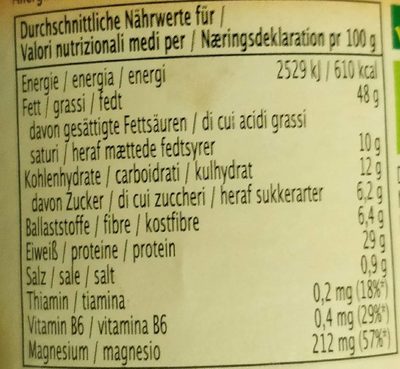 Durchschnittliche Nährwerte für /
Valori nutrizionali medi per / Næringsdeklaration pr 100 g
Energie / energia / energi 2529 kJ / 610 kcal
Fett / grassi / fedt 48 g
davon gesättigte Fettsäuren / di cui acidi grassi
saturi / heraf mættede fedtsyrer 10 g
Kohlenhydrate / carboidrati / kulhydrat 12 g
davon Zucker / di cui zuccheri / heraf sukkerarter 6,2 g
Ballaststoffe / fibre / kostfibre 6,4 g
Eiweiß / proteine / protein 29 g
Salz / sale / salt 0,9 g
Thiamin / tiamina 0,2 mg (18%*)
Vitamin B6 / vitamina B6 0,4 mg (29%*)
Magnesium / magnesio 212 mg (57%*)